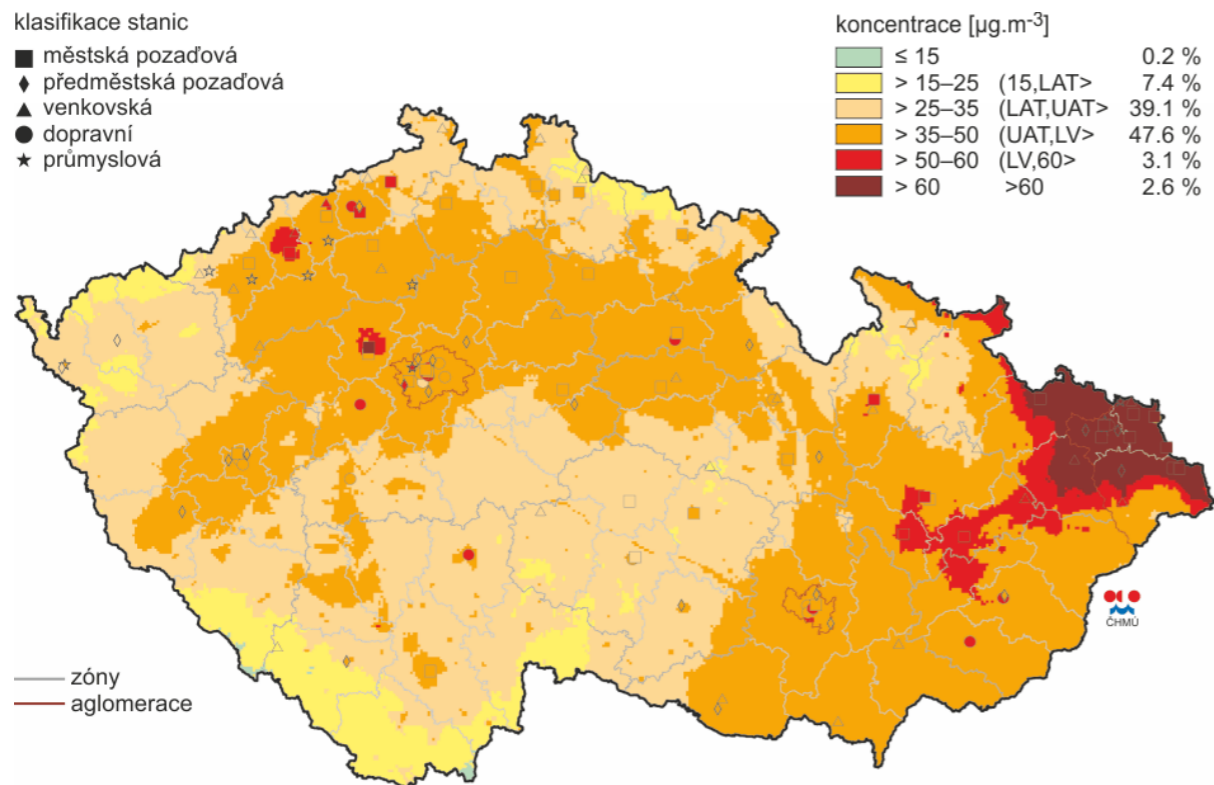 klasifikace stanic
městská pozaďová
předměstská pozaďová
venkovská
dopravní
průmyslová
koncentrace [µg.m-3]
≤ 15 0.2 %
> 15–25 (15,LAT> 7.4 %
> 25–35 (LAT,UAT> 39.1 %
> 35–50 (UAT,LV> 47.6 %
> 50–60 (LV,60> 3.1 %
> 60 >60 2.6 %
ČHMÚ
zóny
aglomerace